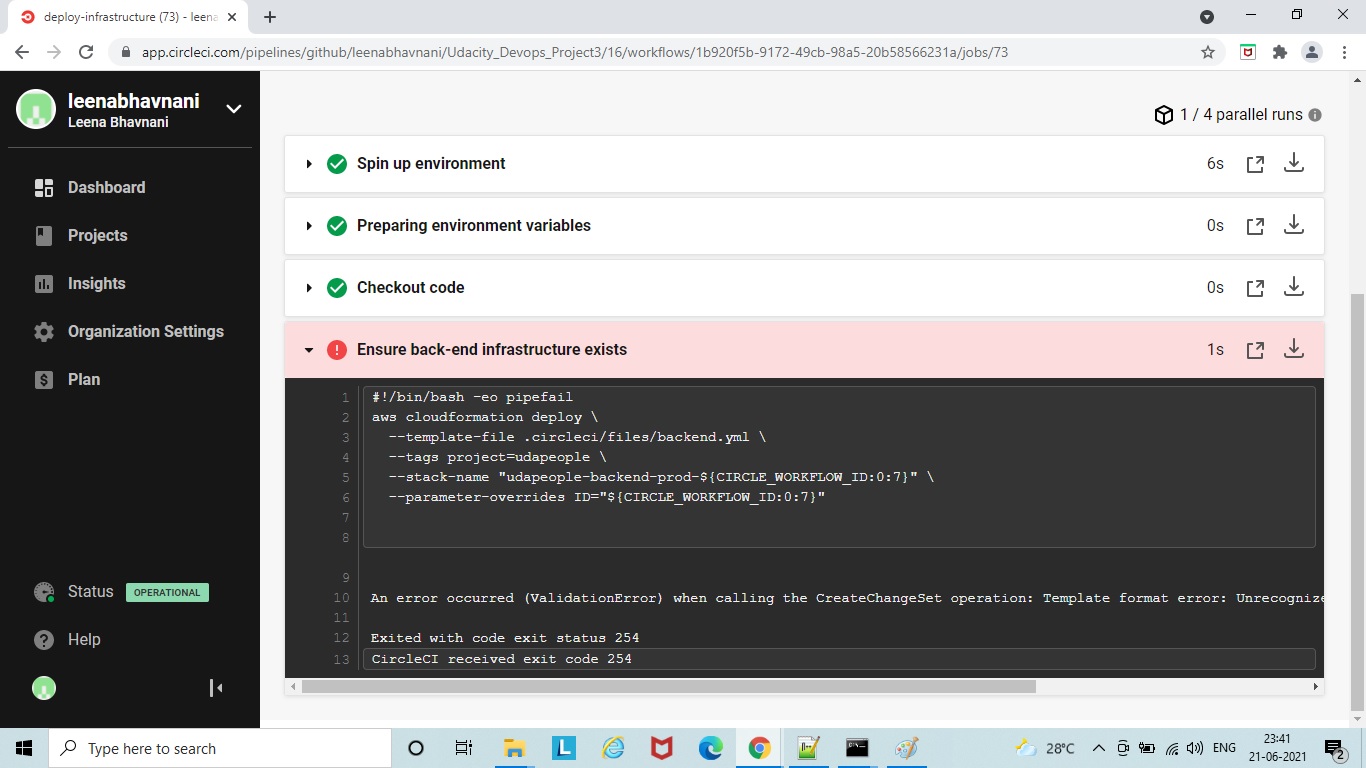 deploy-infrastructure (73) - leena
app.circleci.com/pipelines/github/leenabhavnani/Udacity_Devops_Project3/16/workflows/1b920f5b-9172-49cb-98a5-20b58566231a/jobs/73
leenabhavnani
Leena Bhavnani
Dashboard
Projects
Insights
Organization Settings
Plan
Status OPERATIONAL
Help
1 / 4 parallel runs
Spin up environment 6s
Preparing environment variables 0s
Checkout code 0s
Ensure back-end infrastructure exists 1s
1 #!/bin/bash -eo pipefail
2 aws cloudformation deploy \
3 --template-file .circleci/files/backend.yml \
4 --tags project=udapeople \
5 --stack-name "udapeople-backend-prod-${CIRCLE_WORKFLOW_ID:0:7}" \
6 --parameter-overrides ID="${CIRCLE_WORKFLOW_ID:0:7}"
7
8
9
10 An error occurred (ValidationError) when calling the CreateChangeSet operation: Template format error: Unrecognize
11
12 Exited with code exit status 254
13 CircleCI received exit code 254
Type here to search
28°C
ENG
23:41
21-06-2021
2